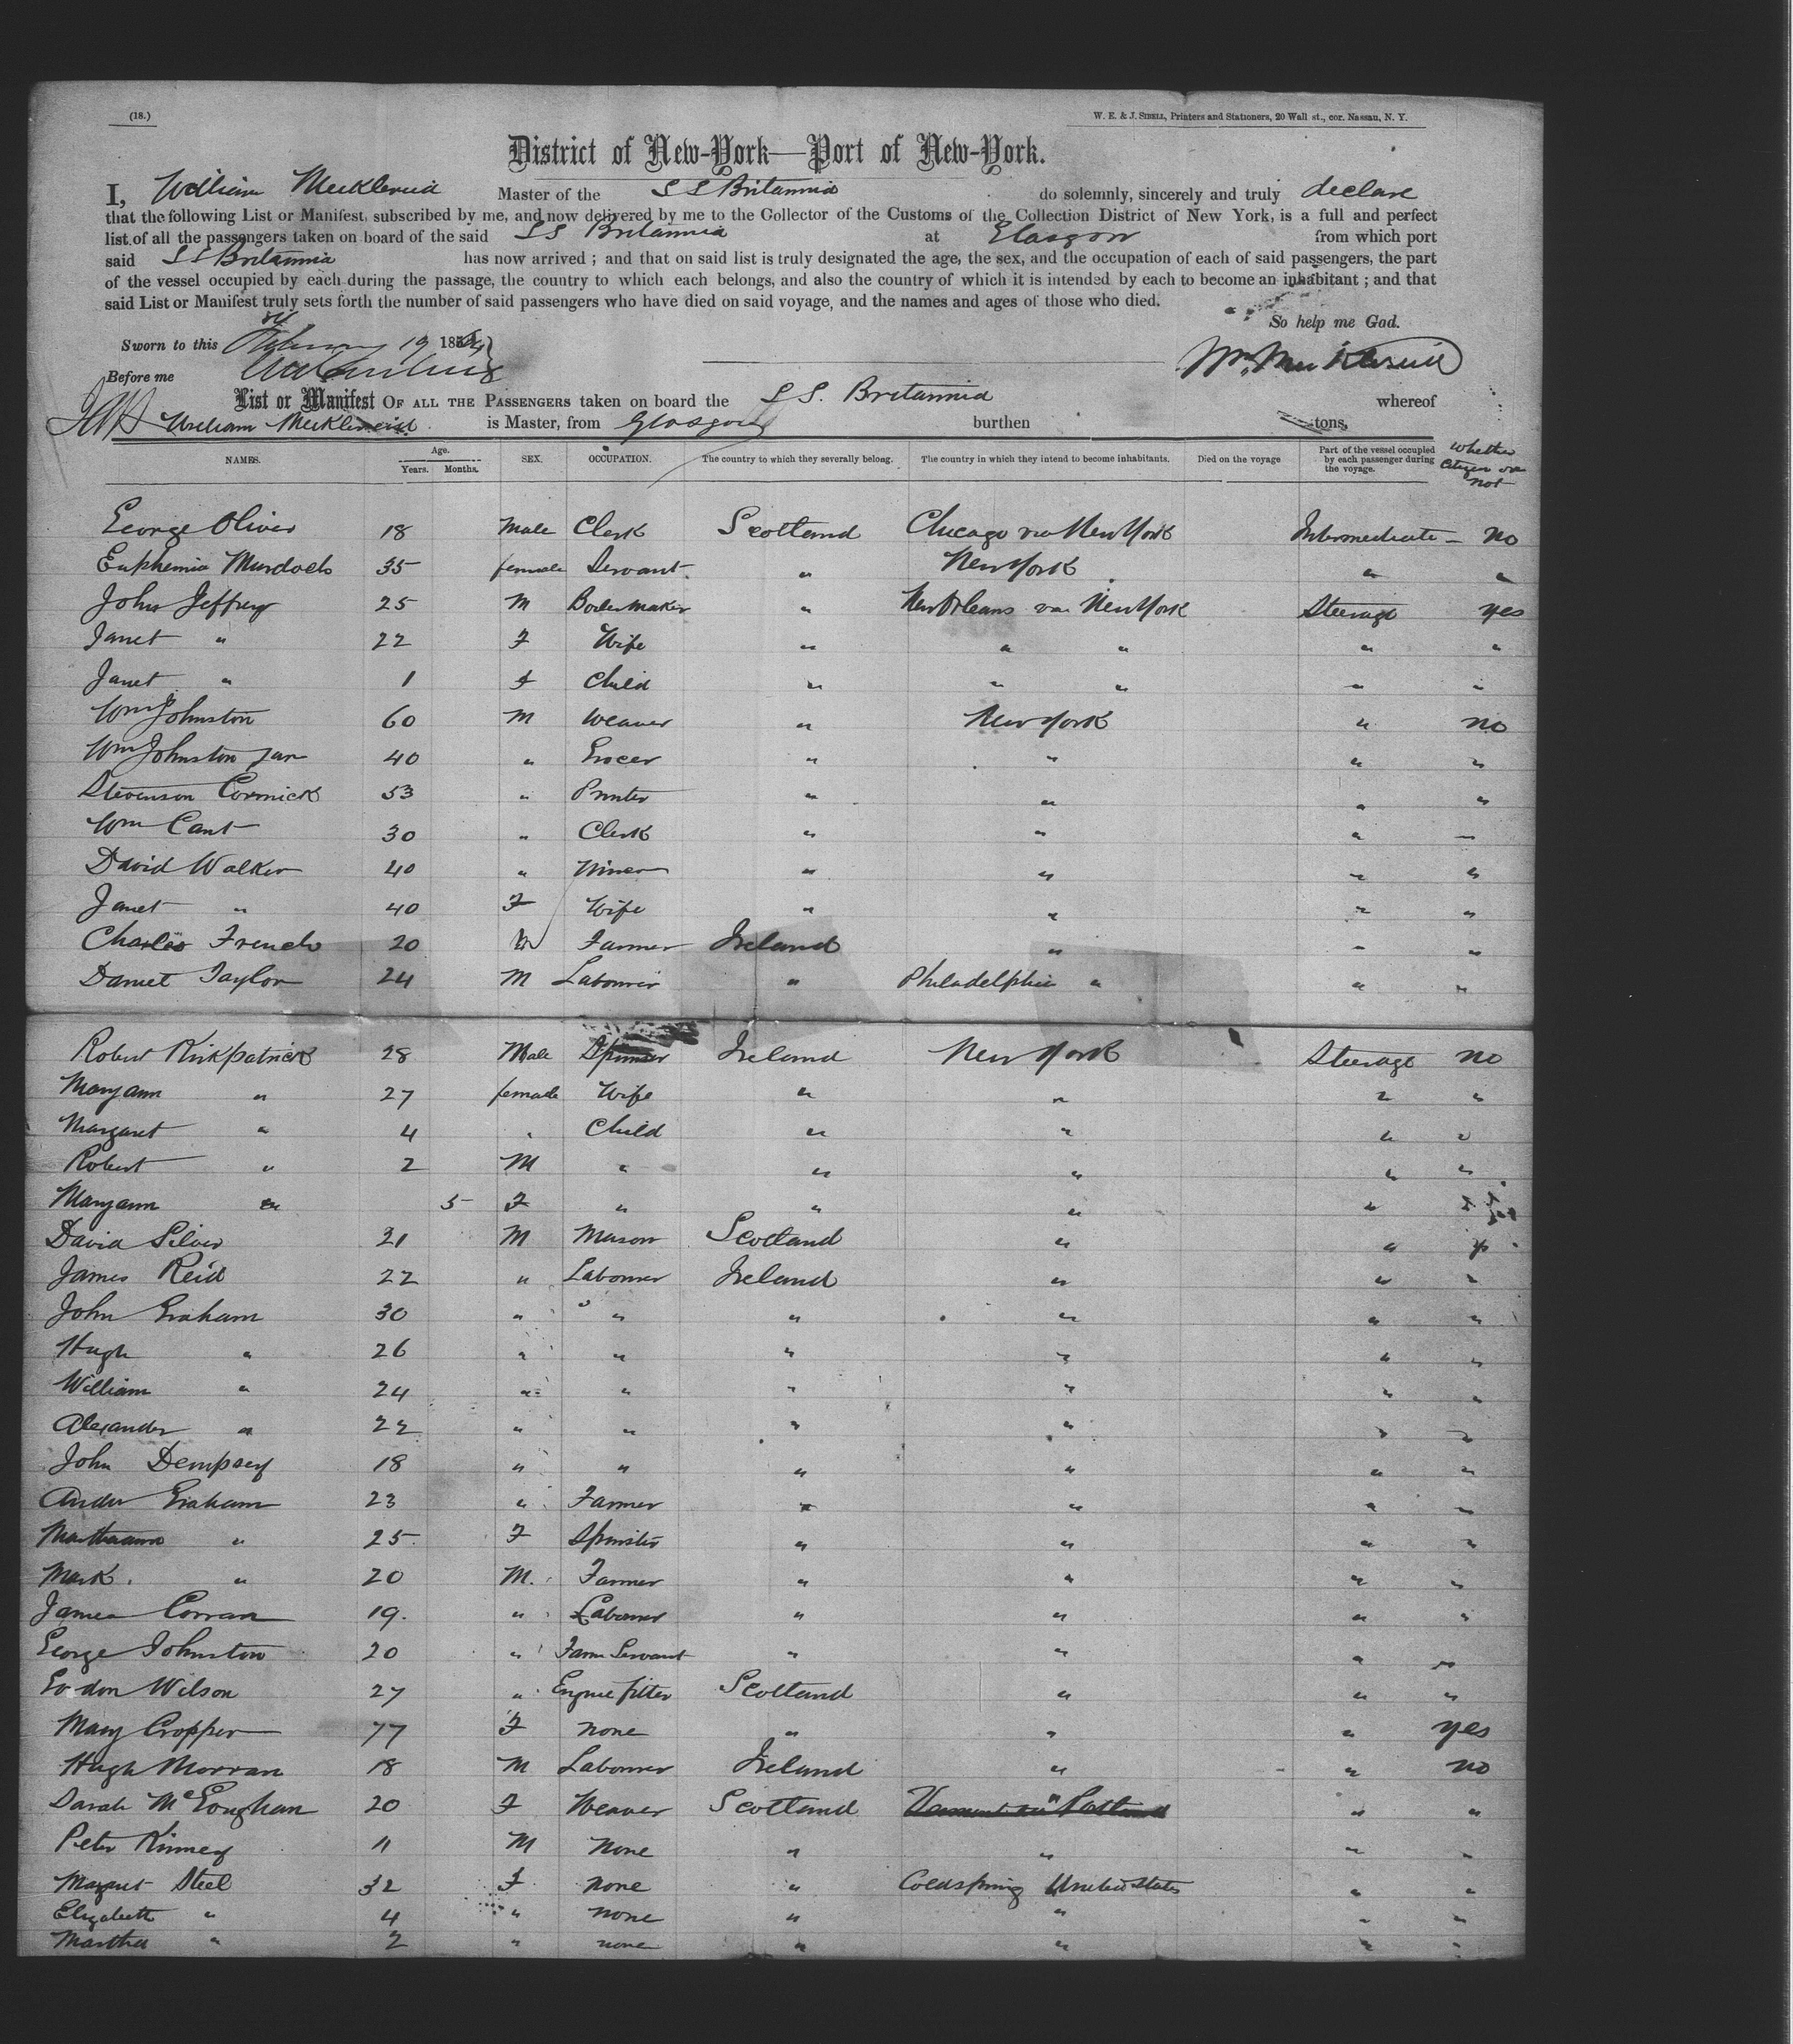 (18.)
W. E. & J. SIBELL, Printers and Stationers, 20 Wall st., cor. Nassau, N. Y.
District of New-York—Port of New-York.
I, William Master of the S S Britannia do solemnly, sincerely and truly declare
that the following List or Manifest, subscribed by me, and now delivered by me to the Collector of the Customs of the Collection District of New York, is a full and perfect
list of all the passengers taken on board of the said S S Britannia at Glasgow from which port
said S S Britannia has now arrived ; and that on said list is truly designated the age, the sex, and the occupation of each of said passengers, the part
of the vessel occupied by each during the passage, the country to which each belongs, and also the country of which it is intended by each to become an inhabitant ; and that
said List or Manifest truly sets forth the number of said passengers who have died on said voyage, and the names and ages of those who died.
So help me God.
Sworn to this February 19 18
Before me
List or Manifest OF ALL THE PASSENGERS taken on board the S S. Britannia whereof
William is Master, from Glasgow burthen tons,
NAMES. Age. Years. Months. SEX. OCCUPATION. The country to which they severally belong. The country in which they intend to become inhabitants. Died on the voyage Part of the vessel occupied by each passenger during the voyage. Whether Citizen or not
George Oliver 18 Male Clerk Scotland Chicago via New York Intermediate - no
Euphemia Murdoch 35 female Servant " New York " "
John Jeffrey 25 M Boilermaker " New Orleans via New York Steerage yes
Janet " 22 F Wife " " " " "
Janet " 1 F Child " " " " "
Wm Johnston 60 M Weaver " New York " no
Wm Johnston Junr 40 " Grocer " " " "
Stevenson Cormick 53 " Printer " " " "
Wm Cant 30 " Clerk " " " "
David Walker 40 " Miner " " " "
Janet " 40 F Wife " " " "
Charles French 20 M Farmer Ireland " " "
Daniel Taylor 24 M Labourer " Philadelphia " " "
Robert Kirkpatrick 28 Male Spinner Ireland New York Steerage no
Maryann " 27 female Wife " " " "
Margaret " 4 " Child " " " "
Robert " 2 M " " " " "
Maryann " 5 F " " " "
David Silver 21 M Mason Scotland " "
James Reid 22 " Labourer Ireland " " "
John Graham 30 " " " " " "
Hugh " 26 " " " " " "
William " 24 " " " " " "
Alexander " 22 " " " " " "
John Dempsey 18 " " " " " "
Andw Graham 23 " Farmer " " " "
Marthaann " 25 F Spinster " " " "
Mark " 20 M. Farmer " " " "
James Corran 19. " Labourer " " " "
George Johnston 20 " Farm Servant " " " "
Gordon Wilson 27 " Engine fitter Scotland " " "
Mary Cropper 77 F none " " " yes
Hugh Morran 18 M Labourer Ireland " " no
Sarah McGoughan 20 F Weaver Scotland " " "
Peter Kinney 11 M None " " " "
Margaret Steel 32 F none " Coldspring United States " "
Elizabeth " 4 " none " " " "
Martha " 2 " none " " " "